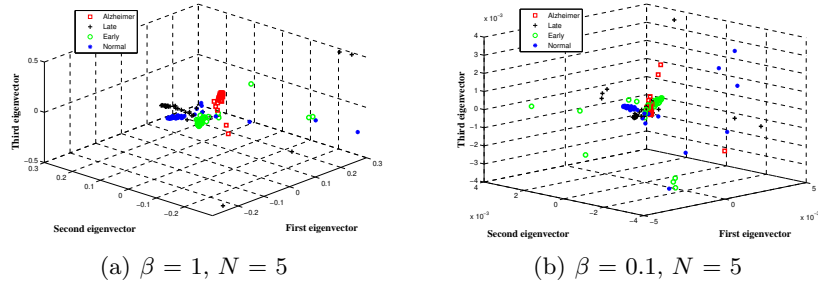 Alzheimer
Late
Early
Normal
0.5
0
−0.5
0.3
0.2
0.1
0
−0.1
−0.2
−0.2
−0.1
0
0.1
0.2
0.3
Third eigenvector
Second eigenvector
First eigenvector
(a) β = 1, N = 5
x 10⁻³
Alzheimer
Late
Early
Normal
4
3
2
1
0
−1
−2
−3
−4
4
2
0
−2
−4
−5
0
5
x 10⁻³
Third eigenvector
Second eigenvector
First eigenvector
(b) β = 0.1, N = 5